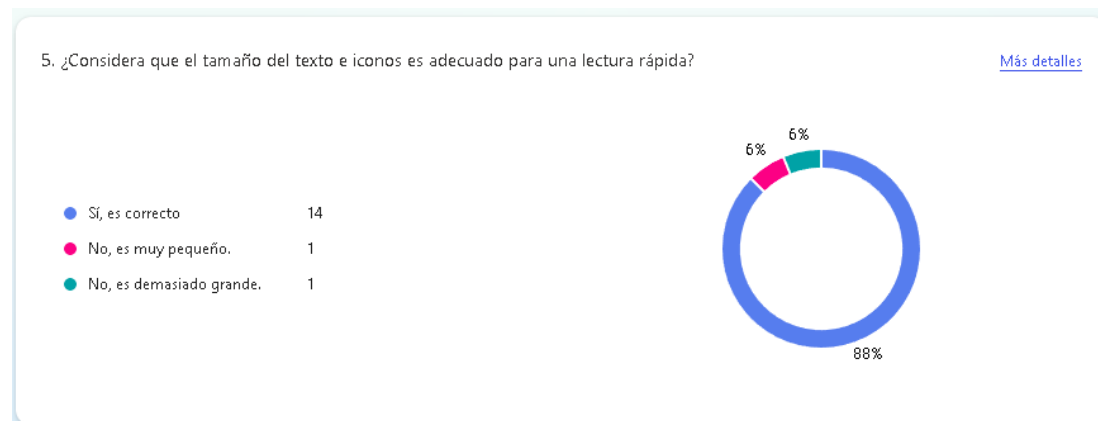 5. ¿Considera que el tamaño del texto e iconos es adecuado para una lectura rápida?
Más detalles
Sí, es correcto 14
No, es muy pequeño. 1
No, es demasiado grande. 1
6%
6%
88%